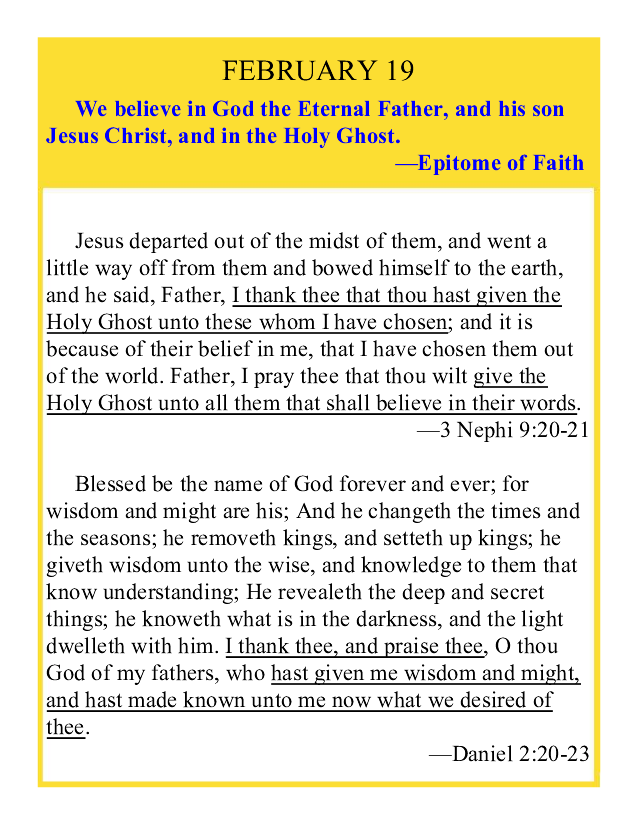 FEBRUARY 19
We believe in God the Eternal Father, and his son
Jesus Christ, and in the Holy Ghost.
—Epitome of Faith
Jesus departed out of the midst of them, and went a
little way off from them and bowed himself to the earth,
and he said, Father, I thank thee that thou hast given the
Holy Ghost unto these whom I have chosen; and it is
because of their belief in me, that I have chosen them out
of the world. Father, I pray thee that thou wilt give the
Holy Ghost unto all them that shall believe in their words.
—3 Nephi 9:20-21
Blessed be the name of God forever and ever; for
wisdom and might are his; And he changeth the times and
the seasons; he removeth kings, and setteth up kings; he
giveth wisdom unto the wise, and knowledge to them that
know understanding; He revealeth the deep and secret
things; he knoweth what is in the darkness, and the light
dwelleth with him. I thank thee, and praise thee, O thou
God of my fathers, who hast given me wisdom and might,
and hast made known unto me now what we desired of
thee.
—Daniel 2:20-23